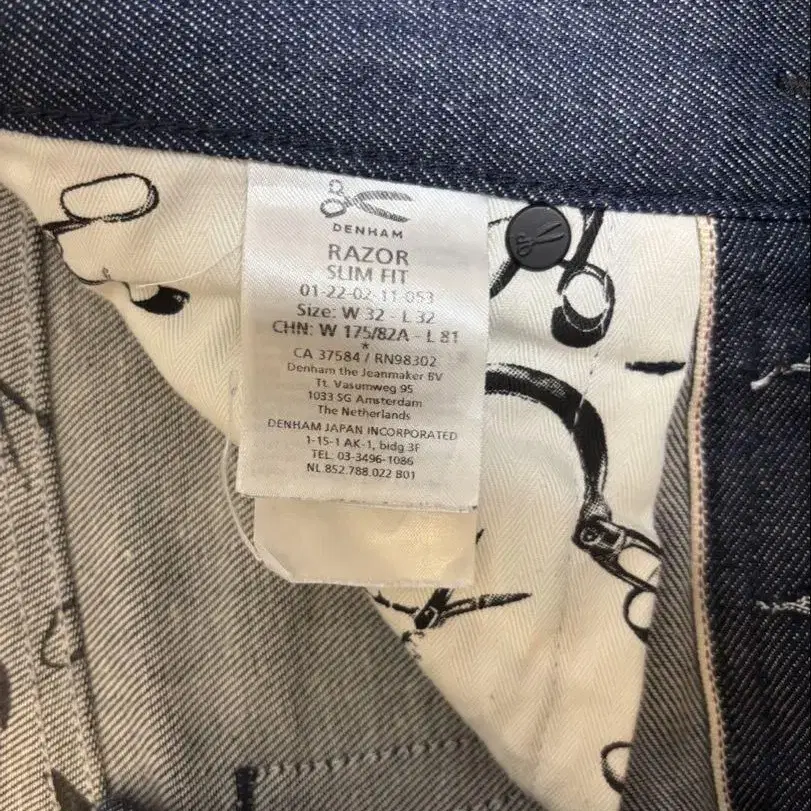 DENHAM
RAZOR
SLIM FIT
01-22-02-11-053
Size: W 32 - L 32
CHN: W 175/82A - L 81
*
CA 37584 / RN98302
Denham the Jeanmaker BV
Tt. Vasumweg 95
1033 SG Amsterdam
The Netherlands
DENHAM JAPAN INCORPORATED
1-15-1 AK-1, bidg 3F
TEL. 03-3496-1086
NL.852.788.022 B01